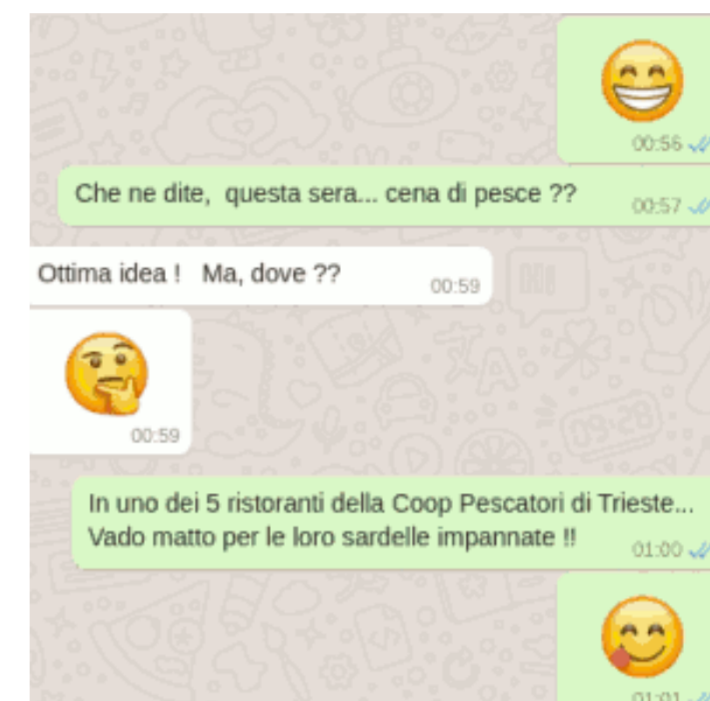 00:56
Che ne dite, questa sera... cena di pesce ??
00:57
Ottima idea ! Ma, dove ??
00:59
00:59
In uno dei 5 ristoranti della Coop Pescatori di Trieste...
Vado matto per le loro sardelle impannate !!
01:00
01:01